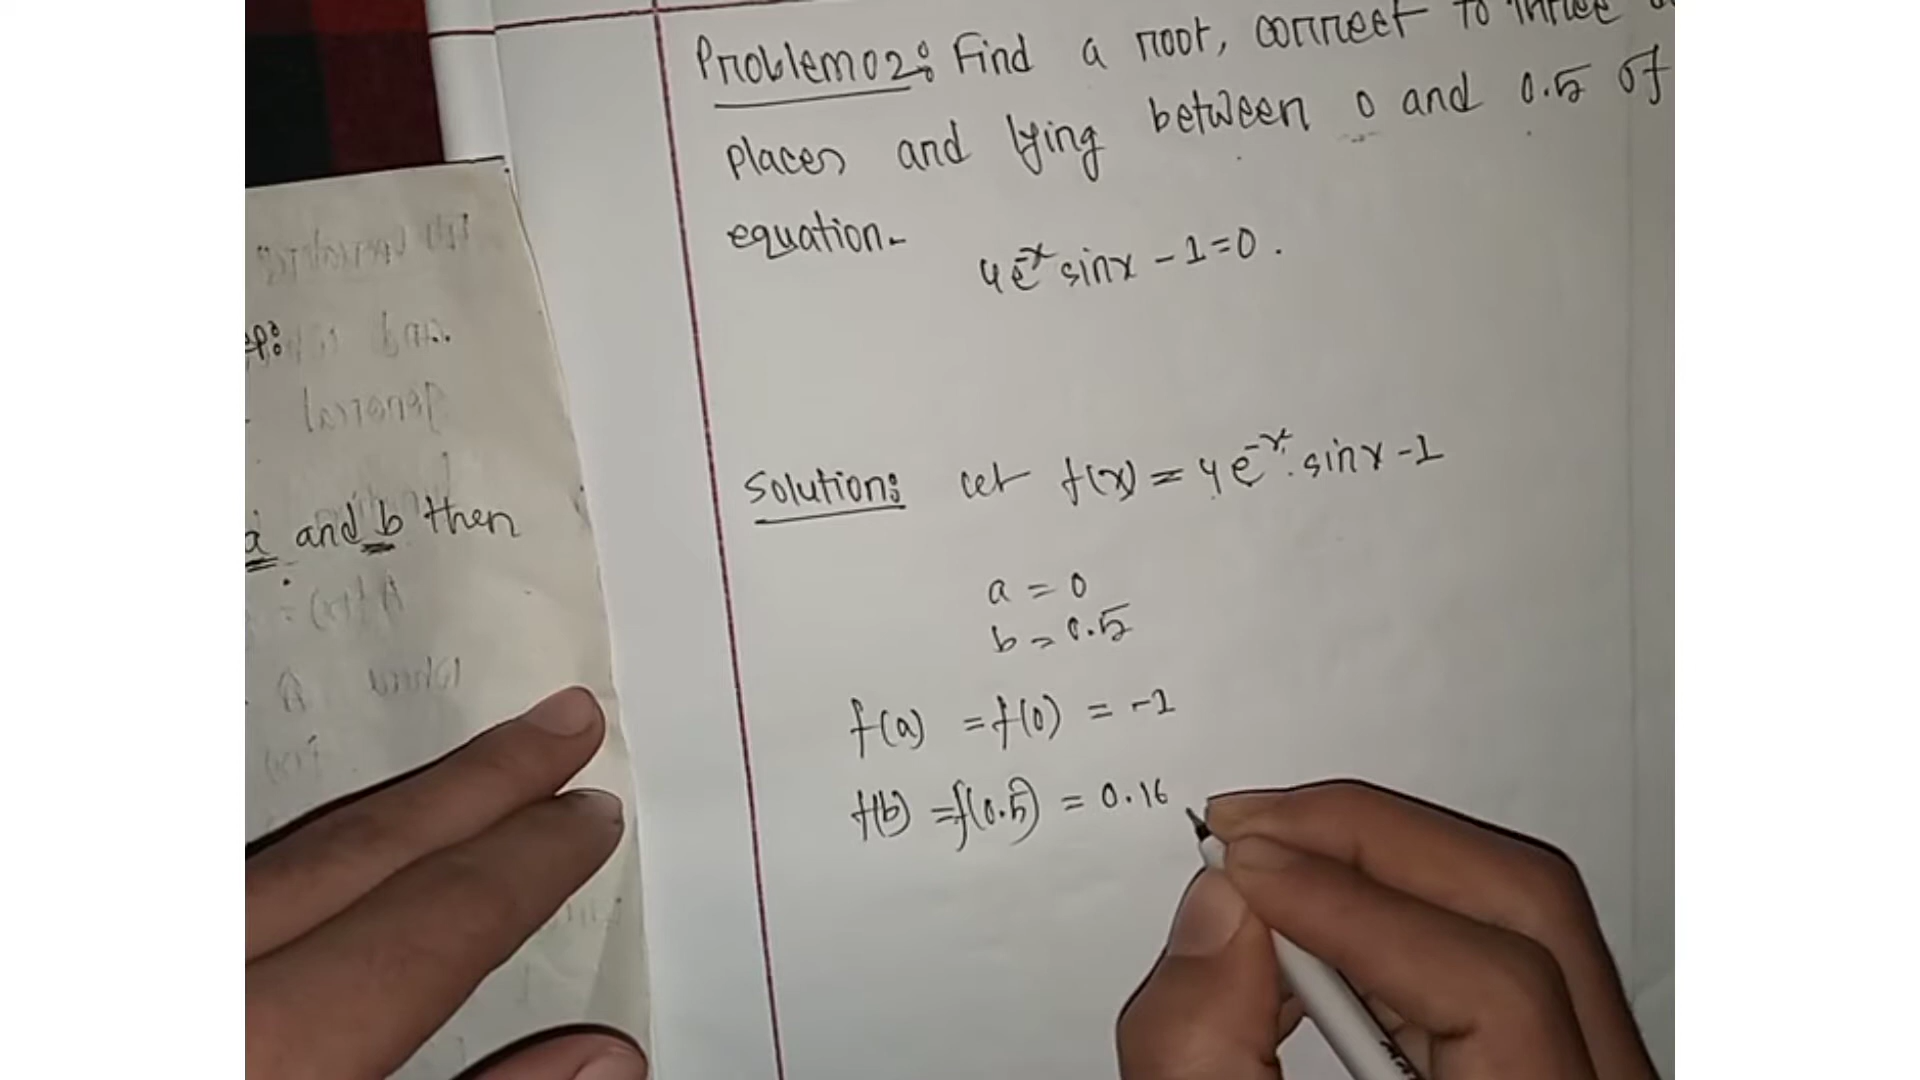 Problem 02: Find a root, correct to three
places and lying between 0 and 0.5 of
equation-
4e^-x sinx - 1 = 0.
Solution: Let f(x) = 4e^-x. sinx - 1
a = 0
b = 0.5
f(a) = f(0) = -1
f(b) = f(0.5) = 0.16
ep:
a and b then